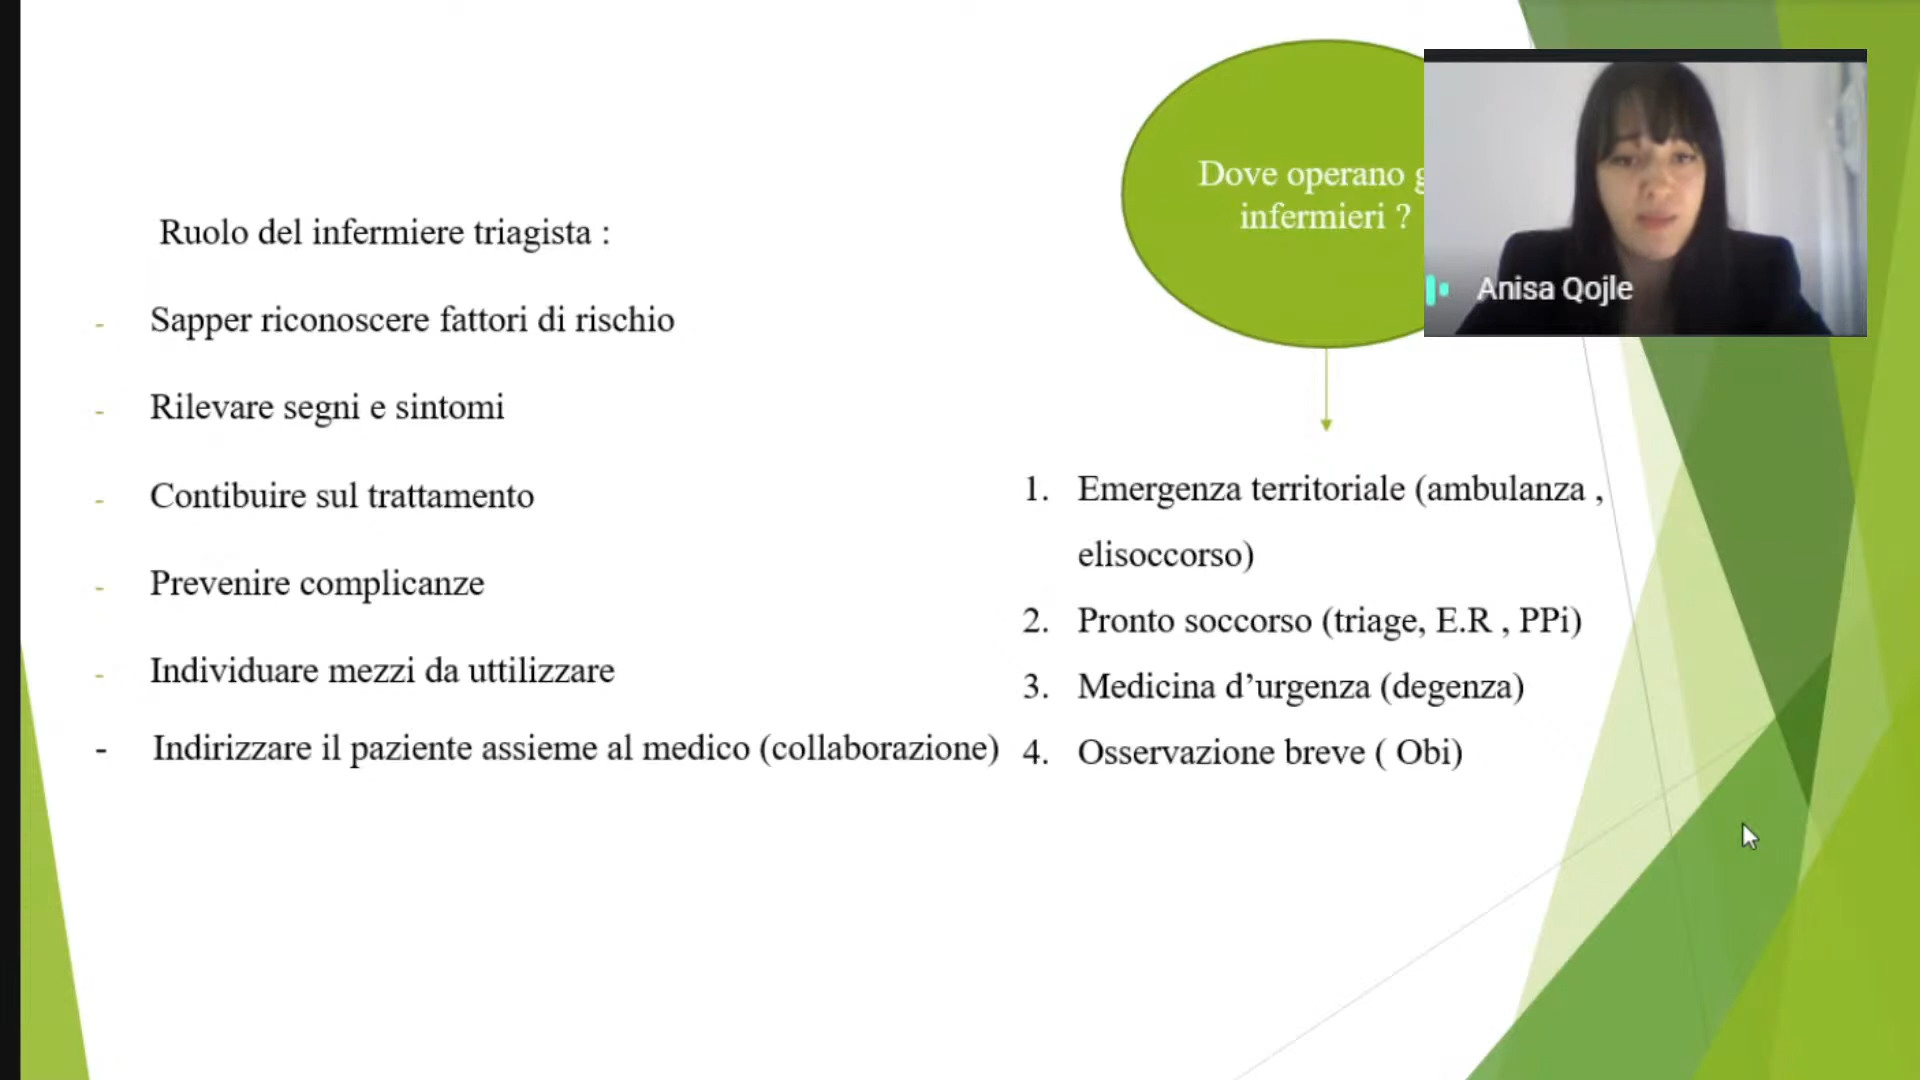 Ruolo del infermiere triagista :
- Sapper riconoscere fattori di rischio
- Rilevare segni e sintomi
- Contibuire sul trattamento
- Prevenire complicanze
- Individuare mezzi da uttilizzare
- Indirizzare il paziente assieme al medico (collaborazione)
Dove operano
infermieri ?
1. Emergenza territoriale (ambulanza ,
elisoccorso)
2. Pronto soccorso (triage, E.R , PPi)
3. Medicina d’urgenza (degenza)
4. Osservazione breve ( Obi)
Anisa Qojle